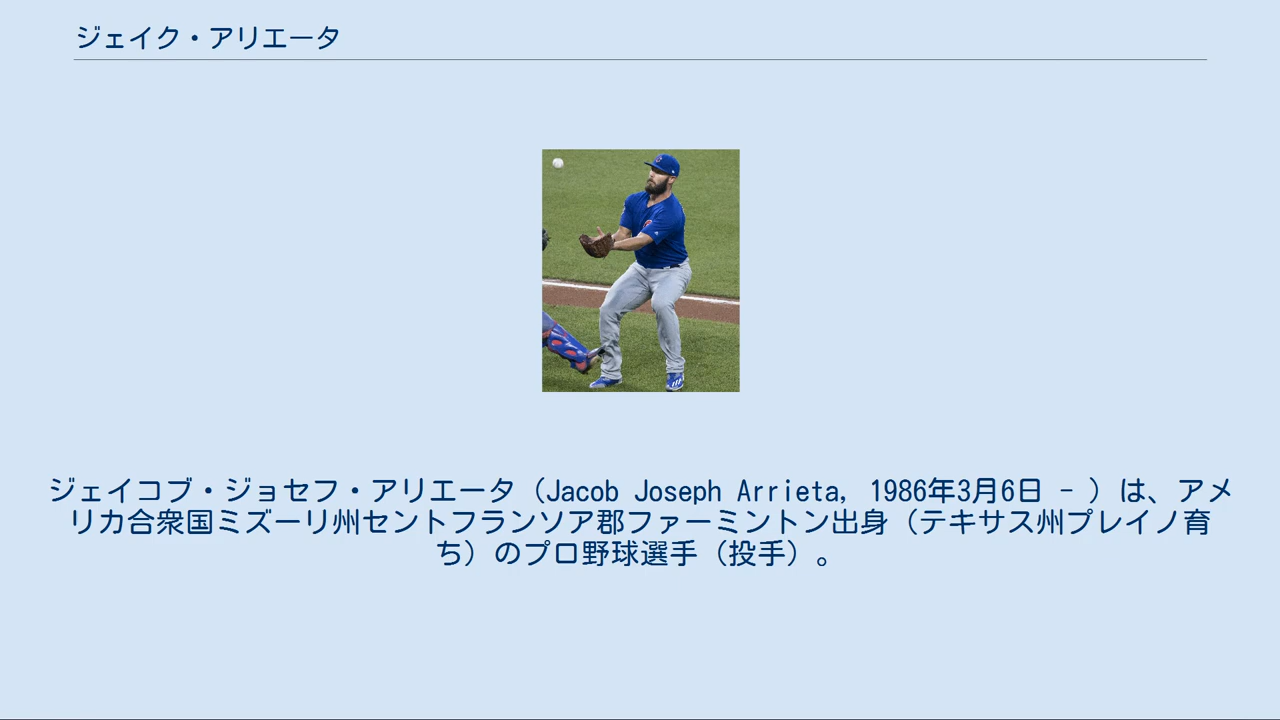 ジェイク・アリエータ
ジェイコブ・ジョセフ・アリエータ（Jacob Joseph Arrieta, 1986年3月6日 - ）は、アメ
リカ合衆国ミズーリ州セントフランソア郡ファーミントン出身（テキサス州プレイノ育
ち）のプロ野球選手（投手）。